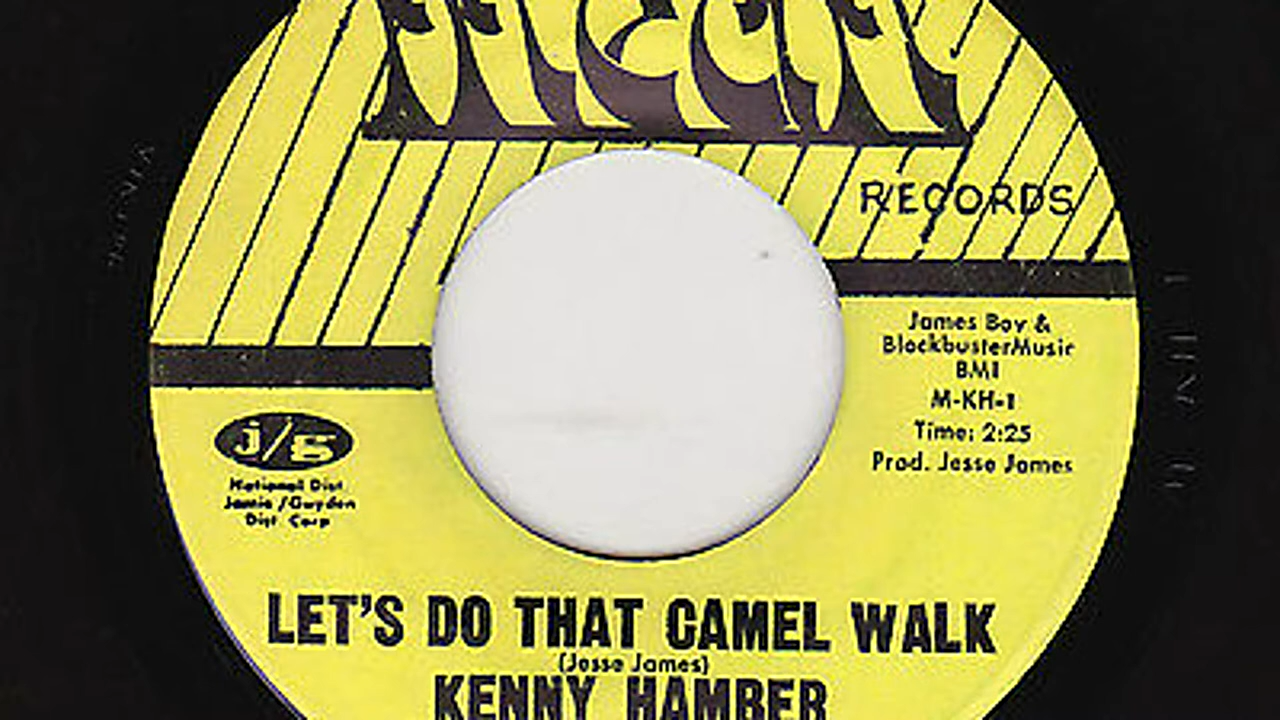 RECORDS
James Boy &
BlockbusterMusic
BMI
M-KH-1
Time: 2:25
Prod. Jesse James
j/g
National Dist
Jamie/Guyden
Dist Corp
LET'S DO THAT CAMEL WALK
(Jesse James)
KENNY HAMBER